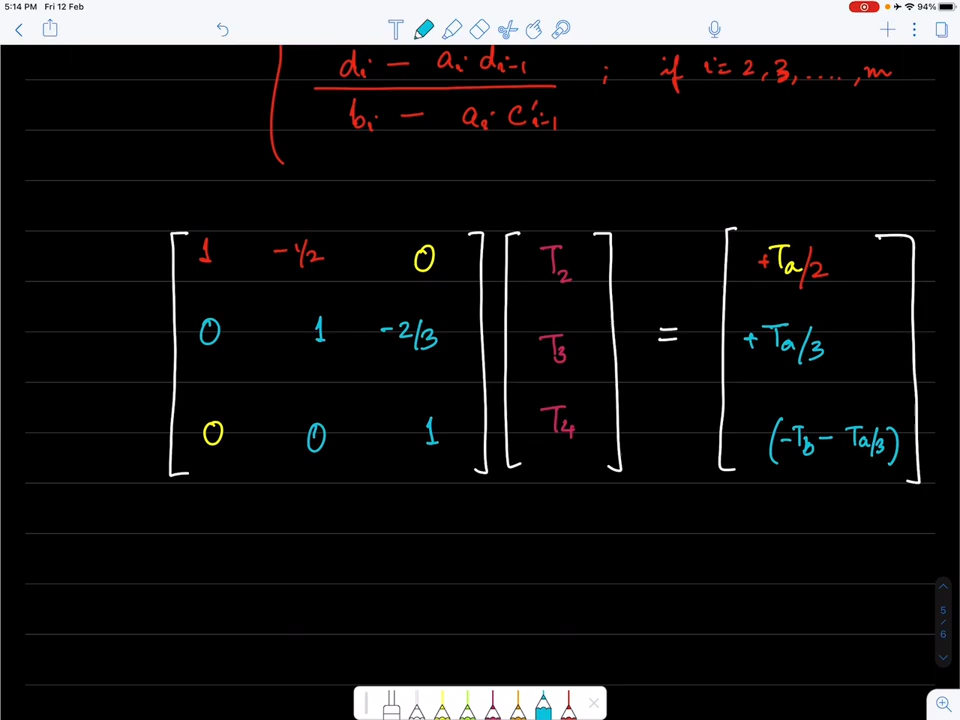 5:14 PM Fri 12 Feb 94%
di - ai di-1 ; if i = 2, 3, ...., n
bi - ai c'i-1
1 -1/2 0 T2 +Ta/2
0 1 -2/3 T3 = +Ta/3
0 0 1 T4 (-Tb - Ta/3)
5
/
6